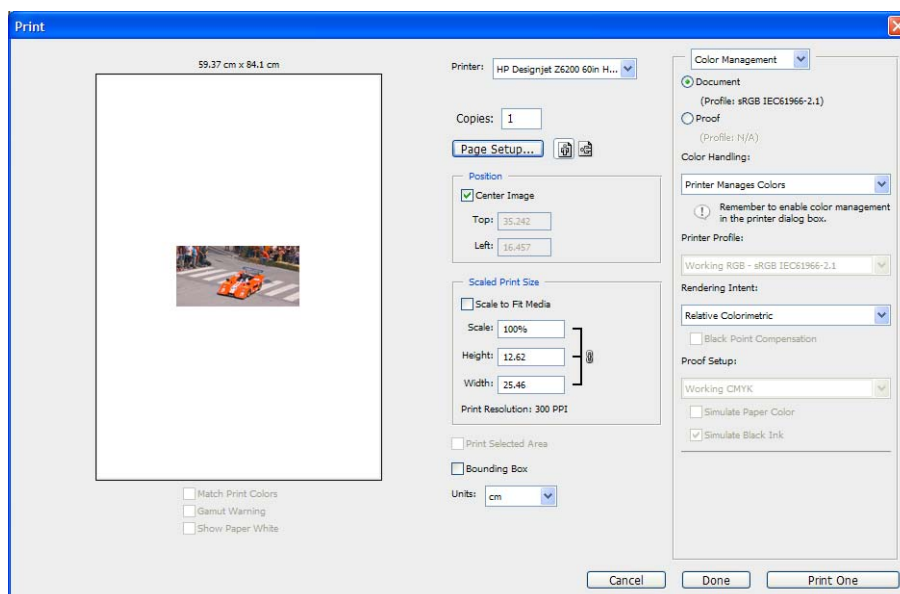 Print
59.37 cm x 84.1 cm
Match Print Colors
Gamut Warning
Show Paper White
Printer: HP Designjet Z6200 60in H...
Copies: 1
Page Setup...
Position
Center Image
Top: 35.242
Left: 16.457
Scaled Print Size
Scale to Fit Media
Scale: 100%
Height: 12.62
Width: 25.46
Print Resolution: 300 PPI
Print Selected Area
Bounding Box
Units: cm
Color Management
Document
(Profile: sRGB IEC61966-2.1)
Proof
(Profile: N/A)
Color Handling:
Printer Manages Colors
Remember to enable color management
in the printer dialog box.
Printer Profile:
Working RGB - sRGB IEC61966-2.1
Rendering Intent:
Relative Colorimetric
Black Point Compensation
Proof Setup:
Working CMYK
Simulate Paper Color
Simulate Black Ink
Cancel
Done
Print One